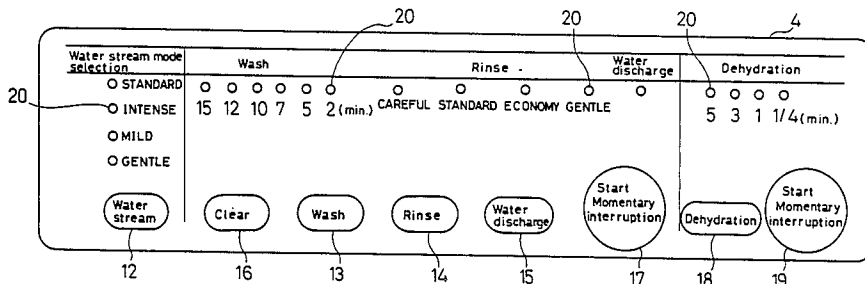 20
20
20
4
Water stream mode
selection
Wash
Rinse -
Water
discharge
Dehydration
STANDARD
20
INTENSE
15 12 10 7 5 2 (min.)
CAREFUL STANDARD ECONOMY GENTLE
5 3 1 1/4 (min.)
MILD
GENTLE
Water
stream
Clear
Wash
Rinse
Water
discharge
Start
Momentary
interruption
Dehydration
Start
Momentary
interruption
12
16
13
14
15
17
18
19